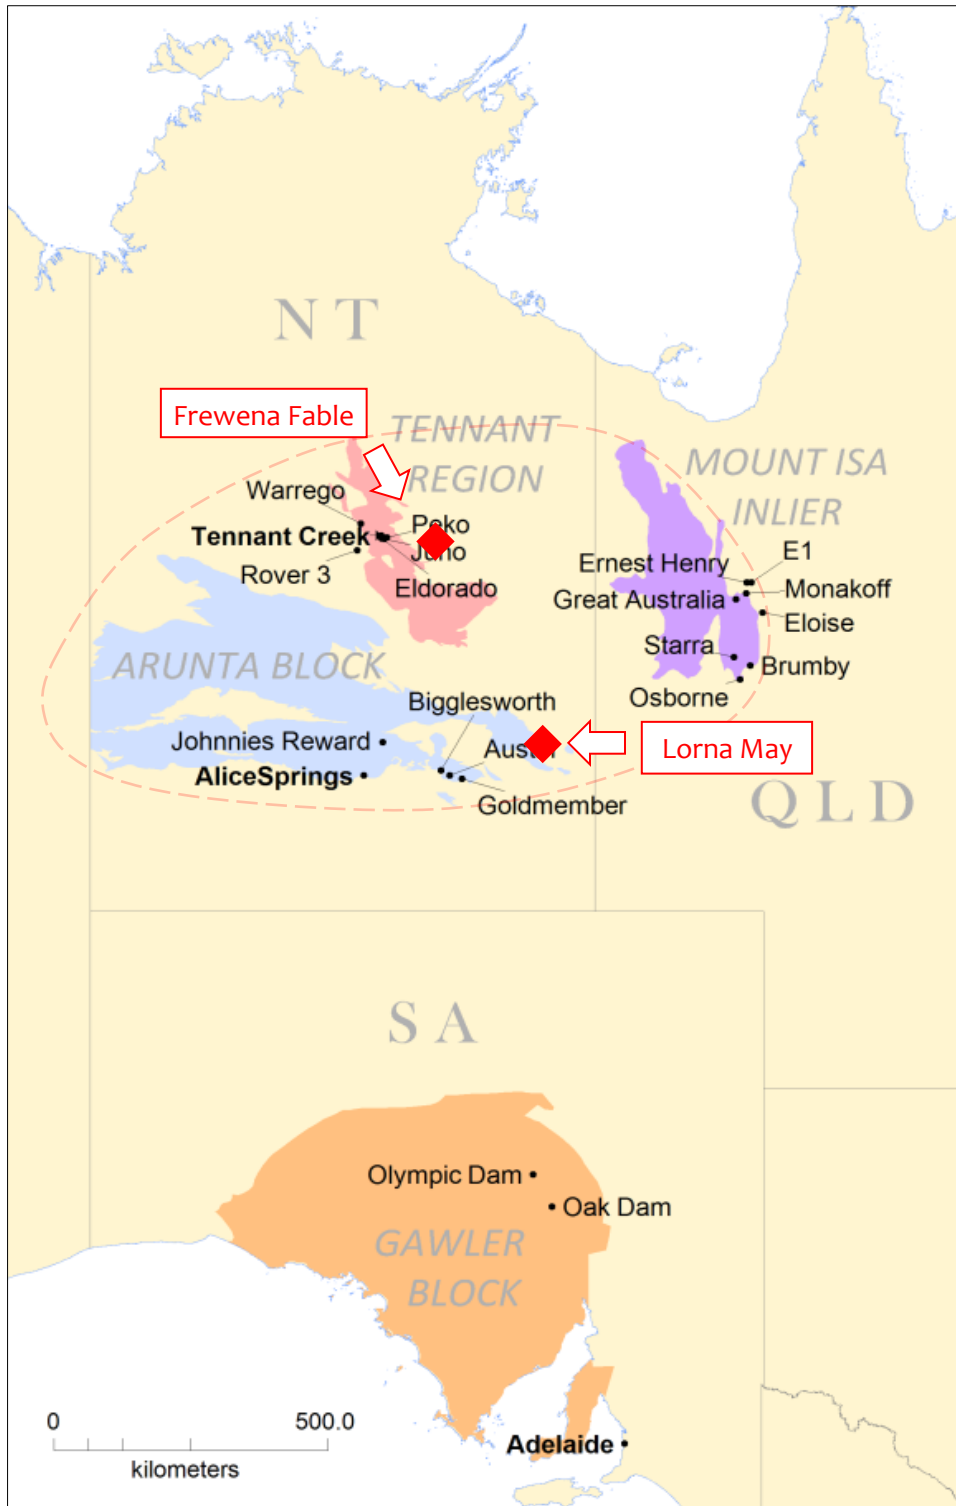 N T
Frewena Fable
TENNANT
REGION
MOUNT ISA
INLIER
Warrego
Peko
Tennant Creek
Juno
Rover 3
Eldorado
E1
Ernest Henry
Monakoff
Great Australia
Eloise
Starra
Brumby
Osborne
ARUNTA BLOCK
Bigglesworth
Johnnies Reward
Austin
Lorna May
AliceSprings
Goldmember
Q L D
S A
Olympic Dam
Oak Dam
GAWLER
BLOCK
0 500.0
kilometers
Adelaide